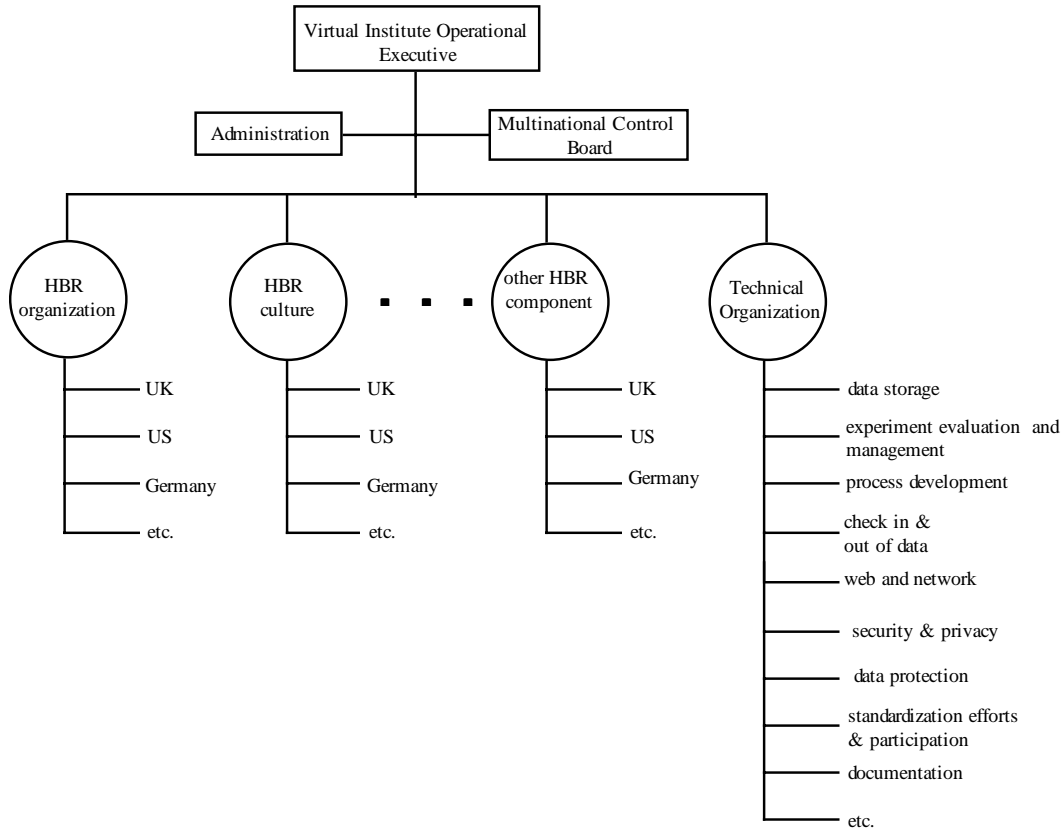 Virtual Institute Operational
Executive
Administration
Multinational Control
Board
HBR
organization
HBR
culture
other HBR
component
Technical
Organization
UK
US
Germany
etc.
UK
US
Germany
etc.
UK
US
Germany
etc.
data storage
experiment evaluation and
management
process development
check in &
out of data
web and network
security & privacy
data protection
standardization efforts
& participation
documentation
etc.